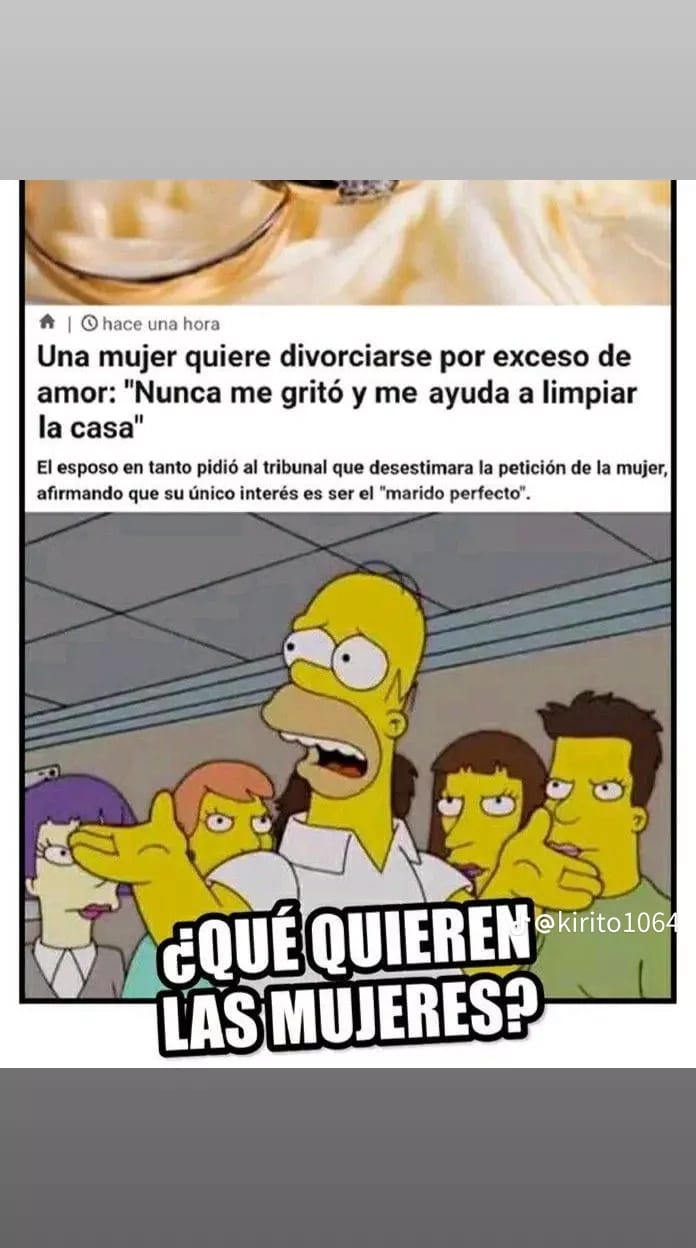 | hace una hora
Una mujer quiere divorciarse por exceso de
amor: "Nunca me gritó y me ayuda a limpiar
la casa"
El esposo en tanto pidió al tribunal que desestimara la petición de la mujer,
afirmando que su único interés es ser el "marido perfecto".
@kirito1064
¿QUÉ QUIEREN
LAS MUJERES?